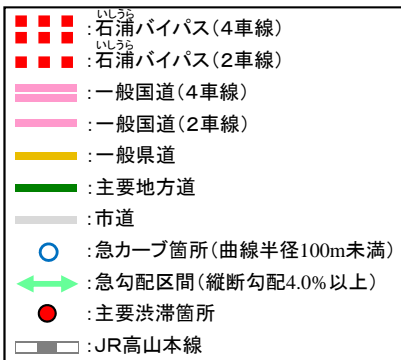 いしうら
:石浦バイパス(4車線)
いしうら
:石浦バイパス(2車線)
:一般国道(4車線)
:一般国道(2車線)
:一般県道
:主要地方道
:市道
:急カーブ箇所(曲線半径100m未満)
:急勾配区間(縦断勾配4.0%以上)
:主要渋滞箇所
:JR高山本線